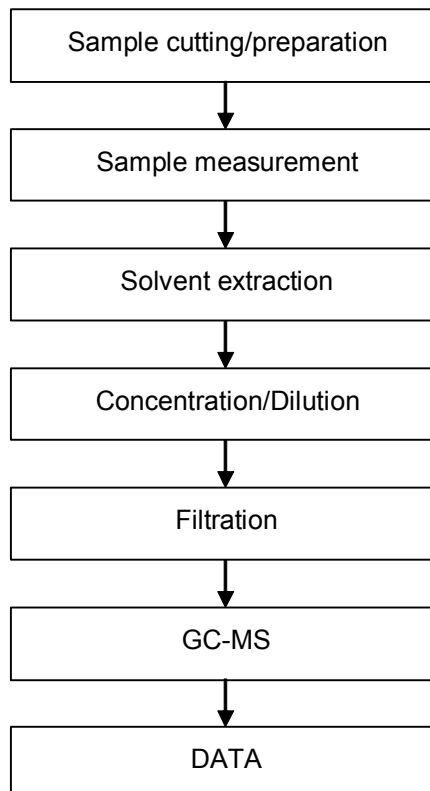 Sample cutting/preparation
Sample measurement
Solvent extraction
Concentration/Dilution
Filtration
GC-MS
DATA